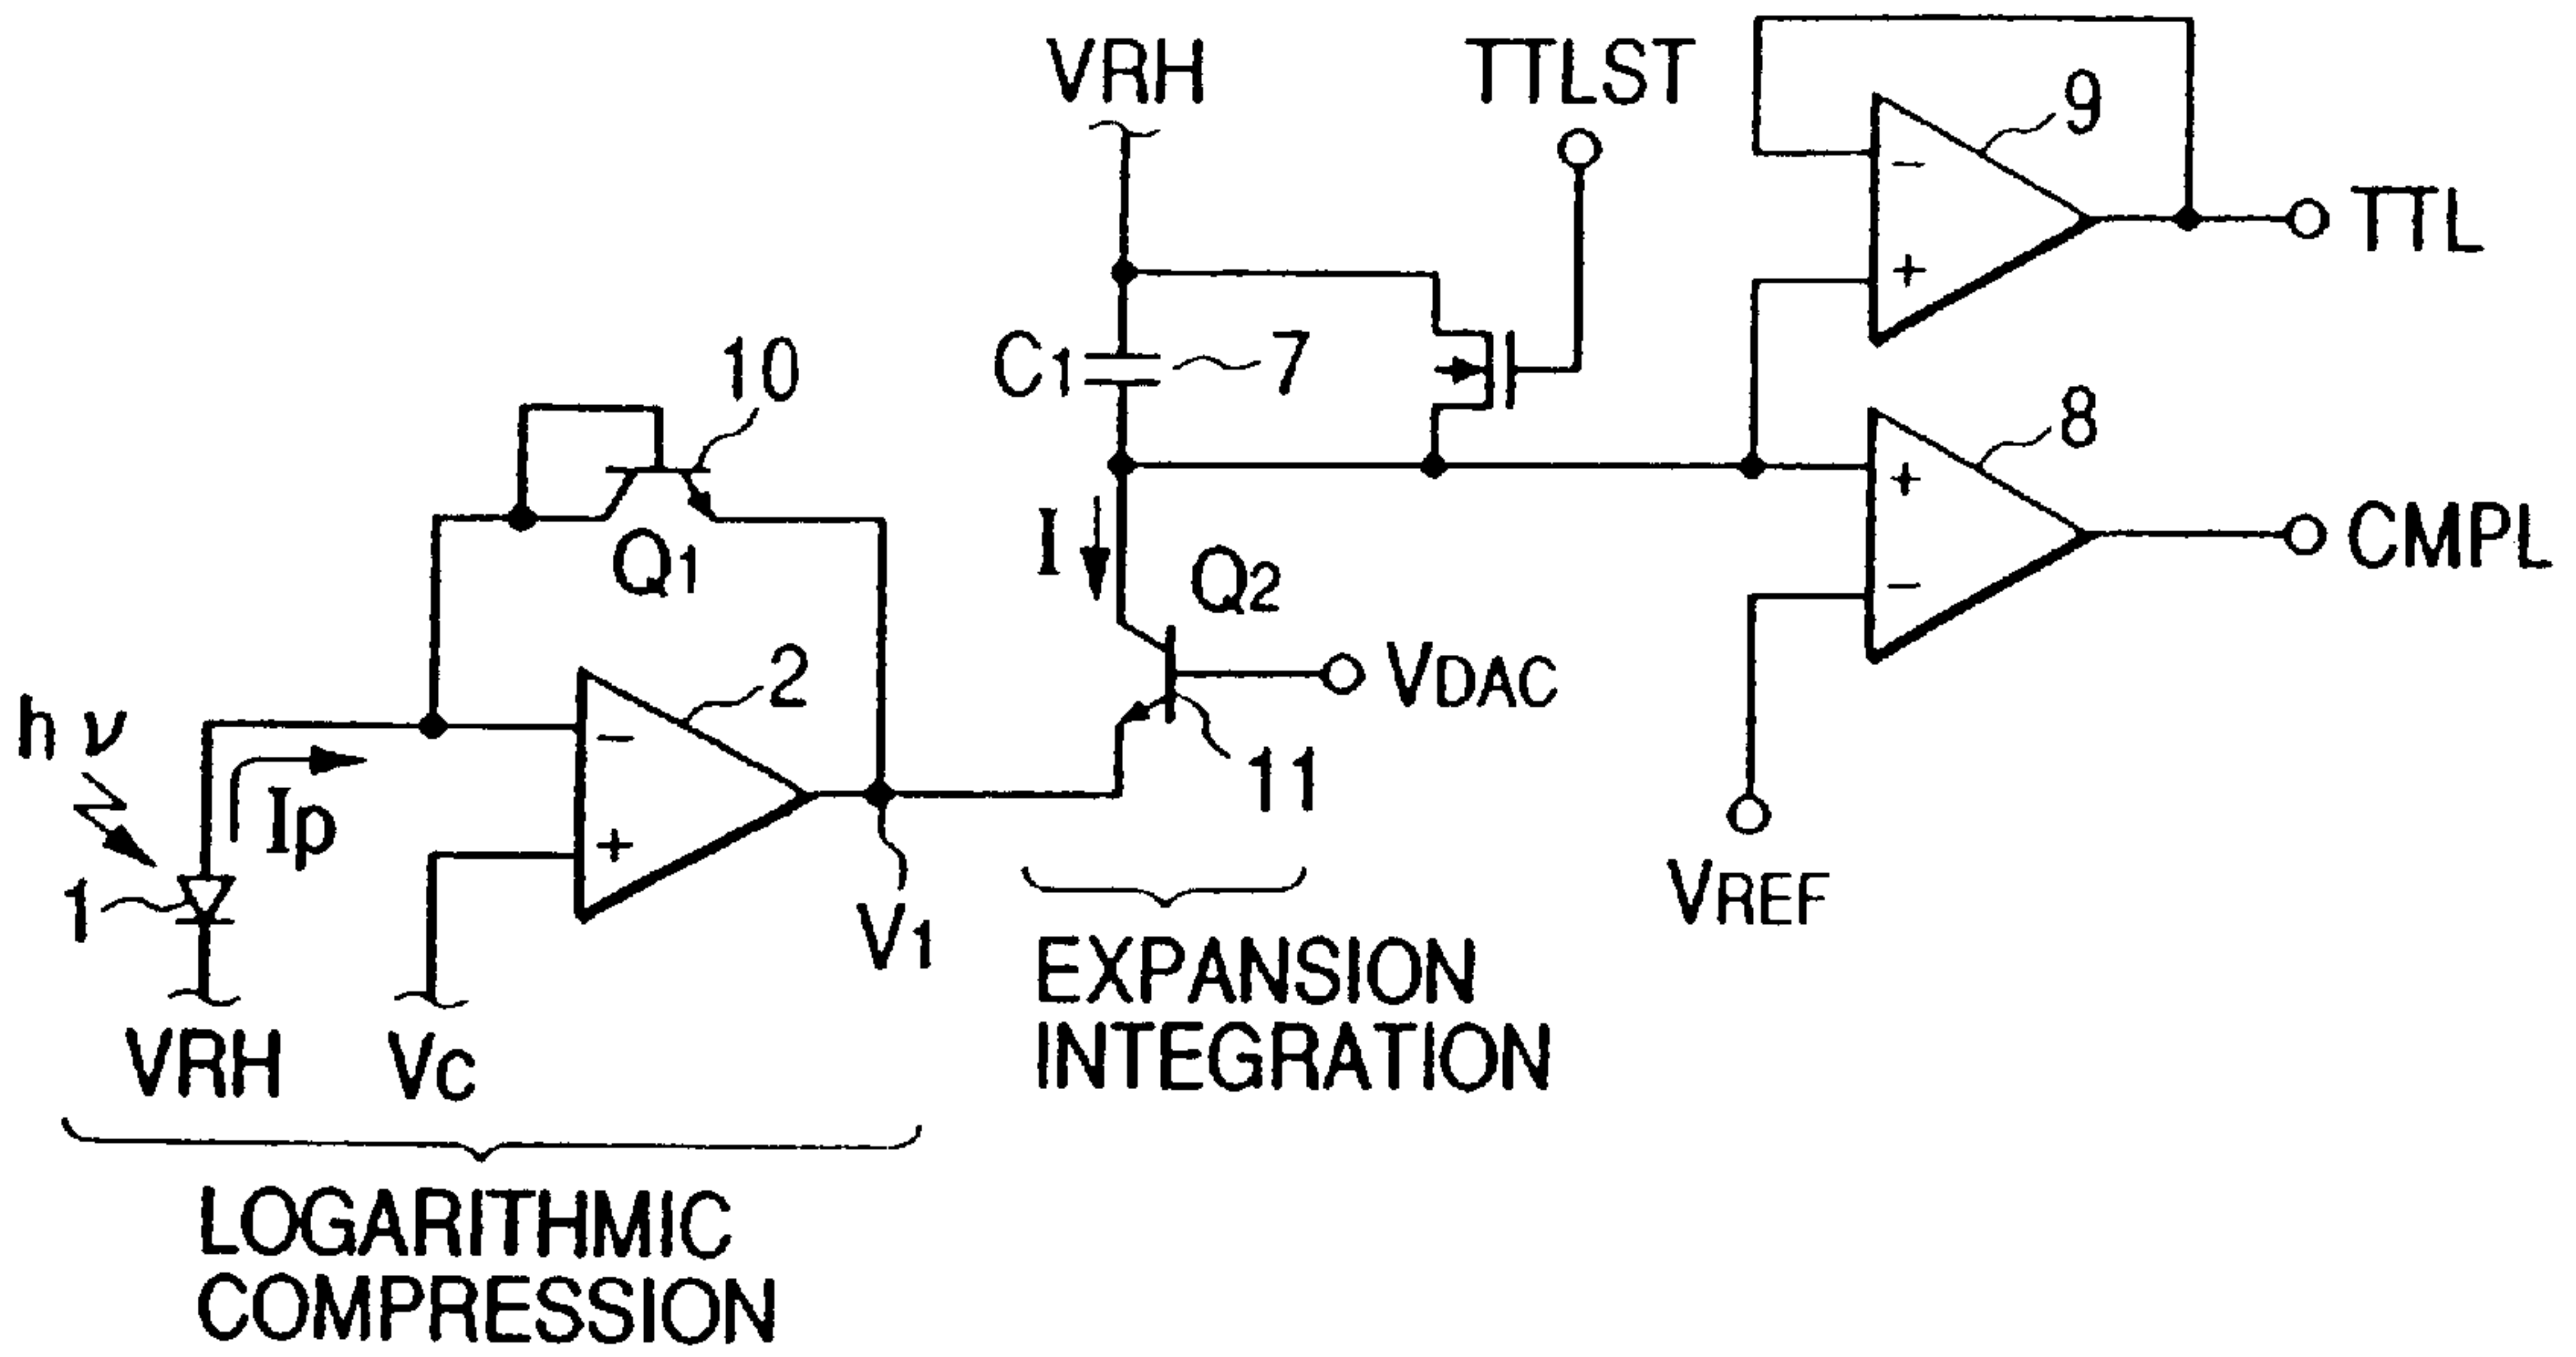 VRH
TTLST
9
−
+
TTL
C1
7
10
8
+
−
CMPL
Q1
I
Q2
2
VDAC
hν
−
+
Ip
11
1
V1
VREF
VRH
VC
EXPANSION
INTEGRATION
LOGARITHMIC
COMPRESSION